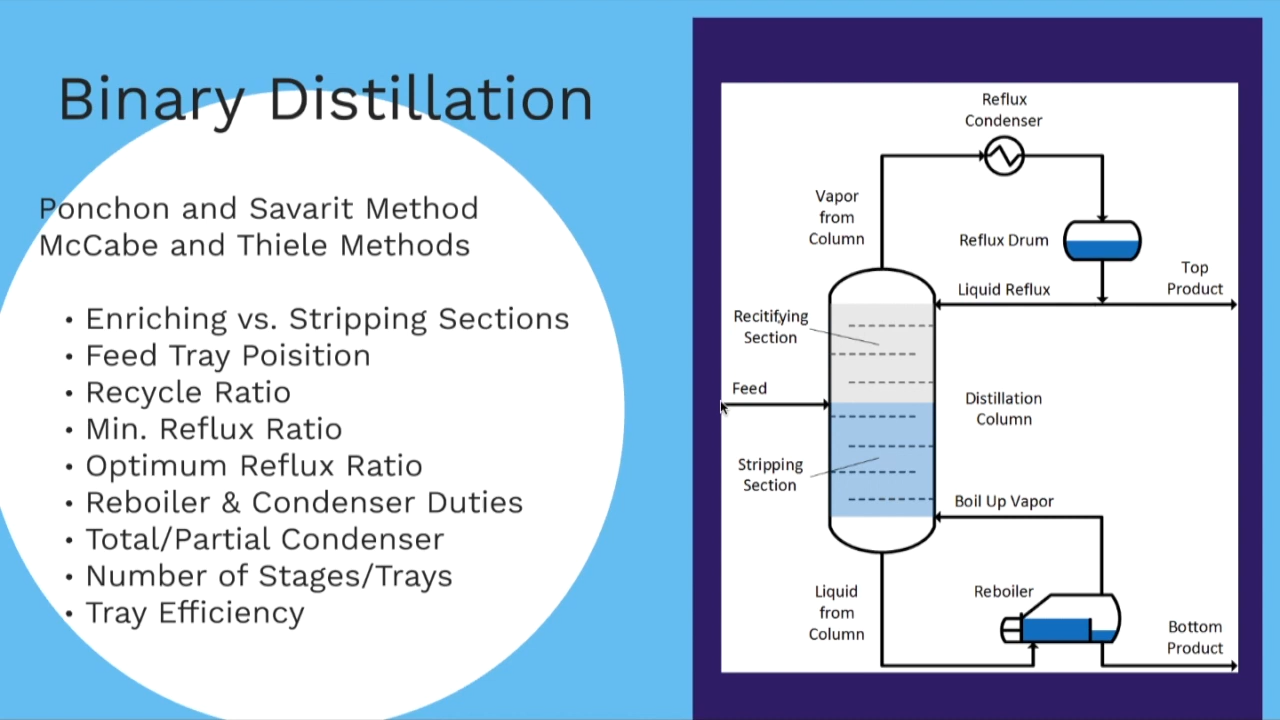 Binary Distillation
Ponchon and Savarit Method
McCabe and Thiele Methods
• Enriching vs. Stripping Sections
• Feed Tray Poisition
• Recycle Ratio
• Min. Reflux Ratio
• Optimum Reflux Ratio
• Reboiler & Condenser Duties
• Total/Partial Condenser
• Number of Stages/Trays
• Tray Efficiency
Reflux
Condenser
Vapor
from
Column
Reflux Drum
Top
Product
Liquid Reflux
Recitifying
Section
Feed
Distillation
Column
Stripping
Section
Boil Up Vapor
Liquid
from
Column
Reboiler
Bottom
Product